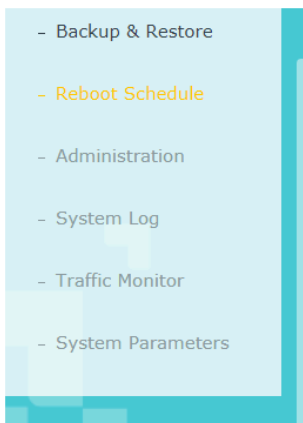 – Backup & Restore
– Reboot Schedule
– Administration
– System Log
– Traffic Monitor
– System Parameters